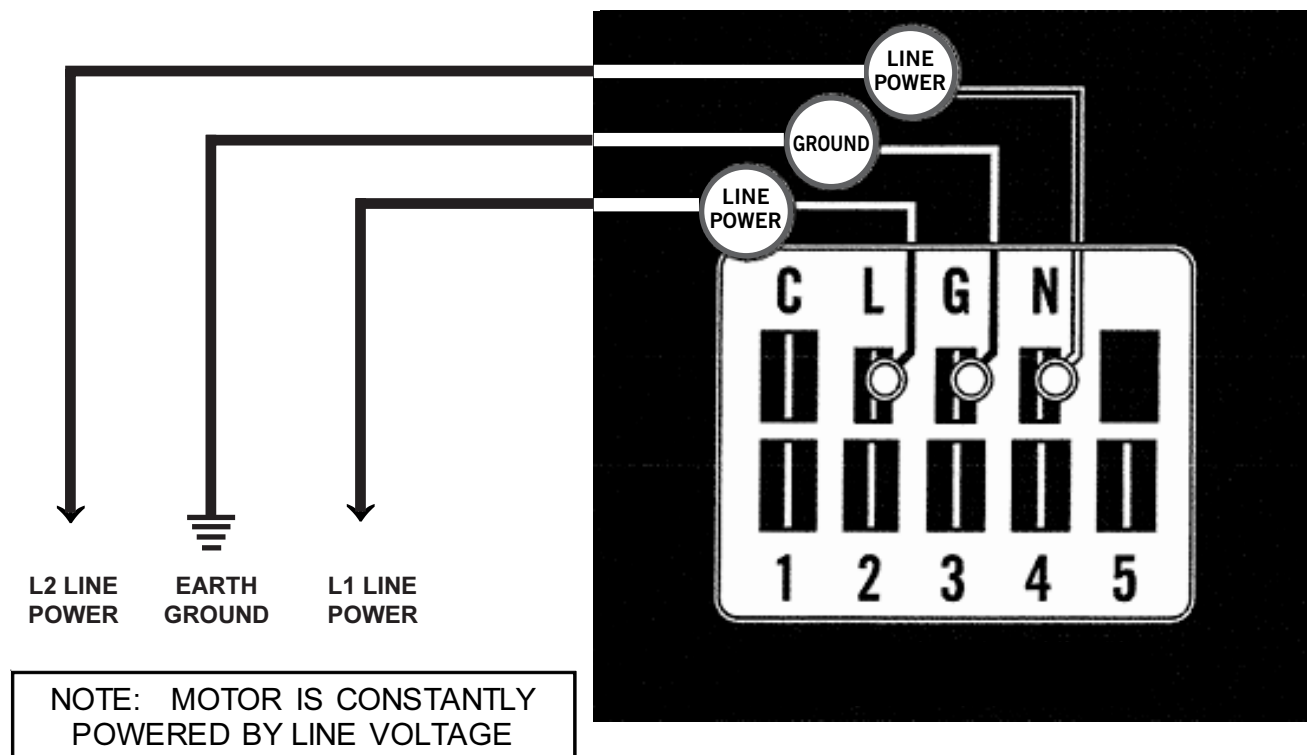 LINE
POWER
GROUND
LINE
POWER
C L G N
1 2 3 4 5
L2 LINE
POWER
EARTH
GROUND
L1 LINE
POWER
NOTE: MOTOR IS CONSTANTLY
POWERED BY LINE VOLTAGE